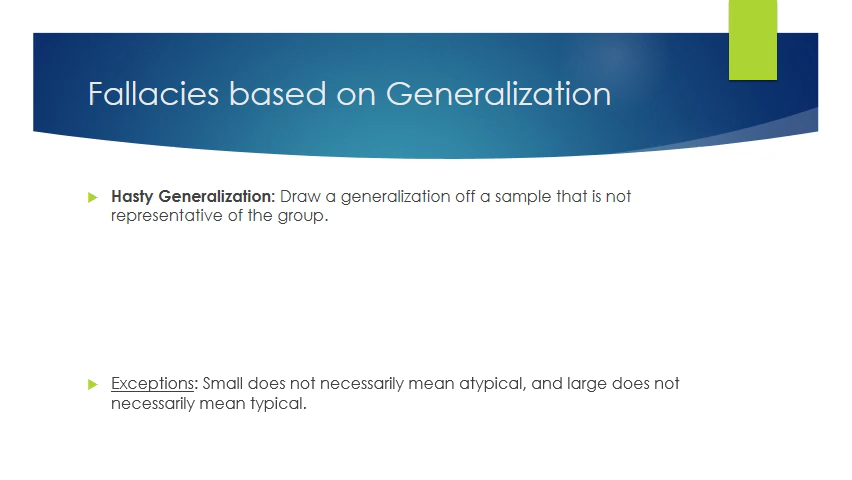 Fallacies based on Generalization
Hasty Generalization: Draw a generalization off a sample that is not
representative of the group.
Exceptions: Small does not necessarily mean atypical, and large does not
necessarily mean typical.